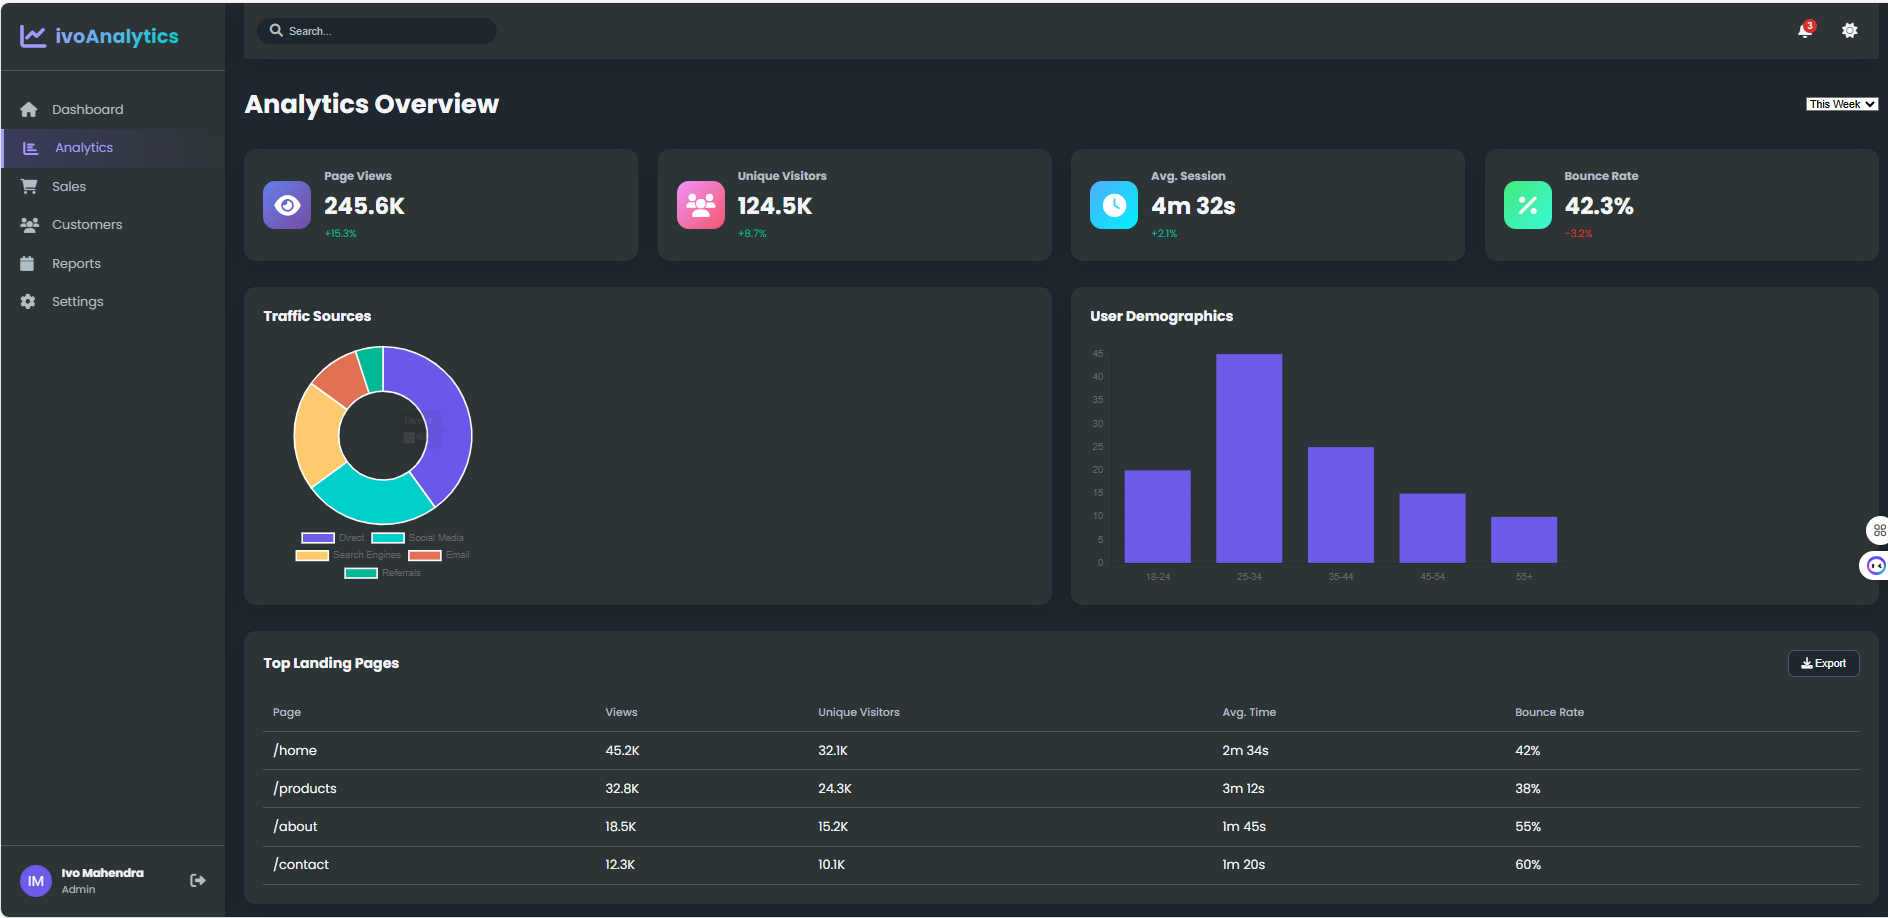 ivoAnalytics
Search...
3
Dashboard
Analytics
Sales
Customers
Reports
Settings
IM
Ivo Mahendra
Admin
Analytics Overview
This Week
Page Views
245.6K
+15.3%
Unique Visitors
124.5K
+8.7%
Avg. Session
4m 32s
+2.1%
Bounce Rate
42.3%
-3.2%
Traffic Sources
Direct Social Media
Search Engines Email
Referrals
User Demographics
45
40
35
30
25
20
15
10
5
0
18-24 25-34 35-44 45-54 55+
Top Landing Pages
Export
Page Views Unique Visitors Avg. Time Bounce Rate
/home 45.2K 32.1K 2m 34s 42%
/products 32.8K 24.3K 3m 12s 38%
/about 18.5K 15.2K 1m 45s 55%
/contact 12.3K 10.1K 1m 20s 60%